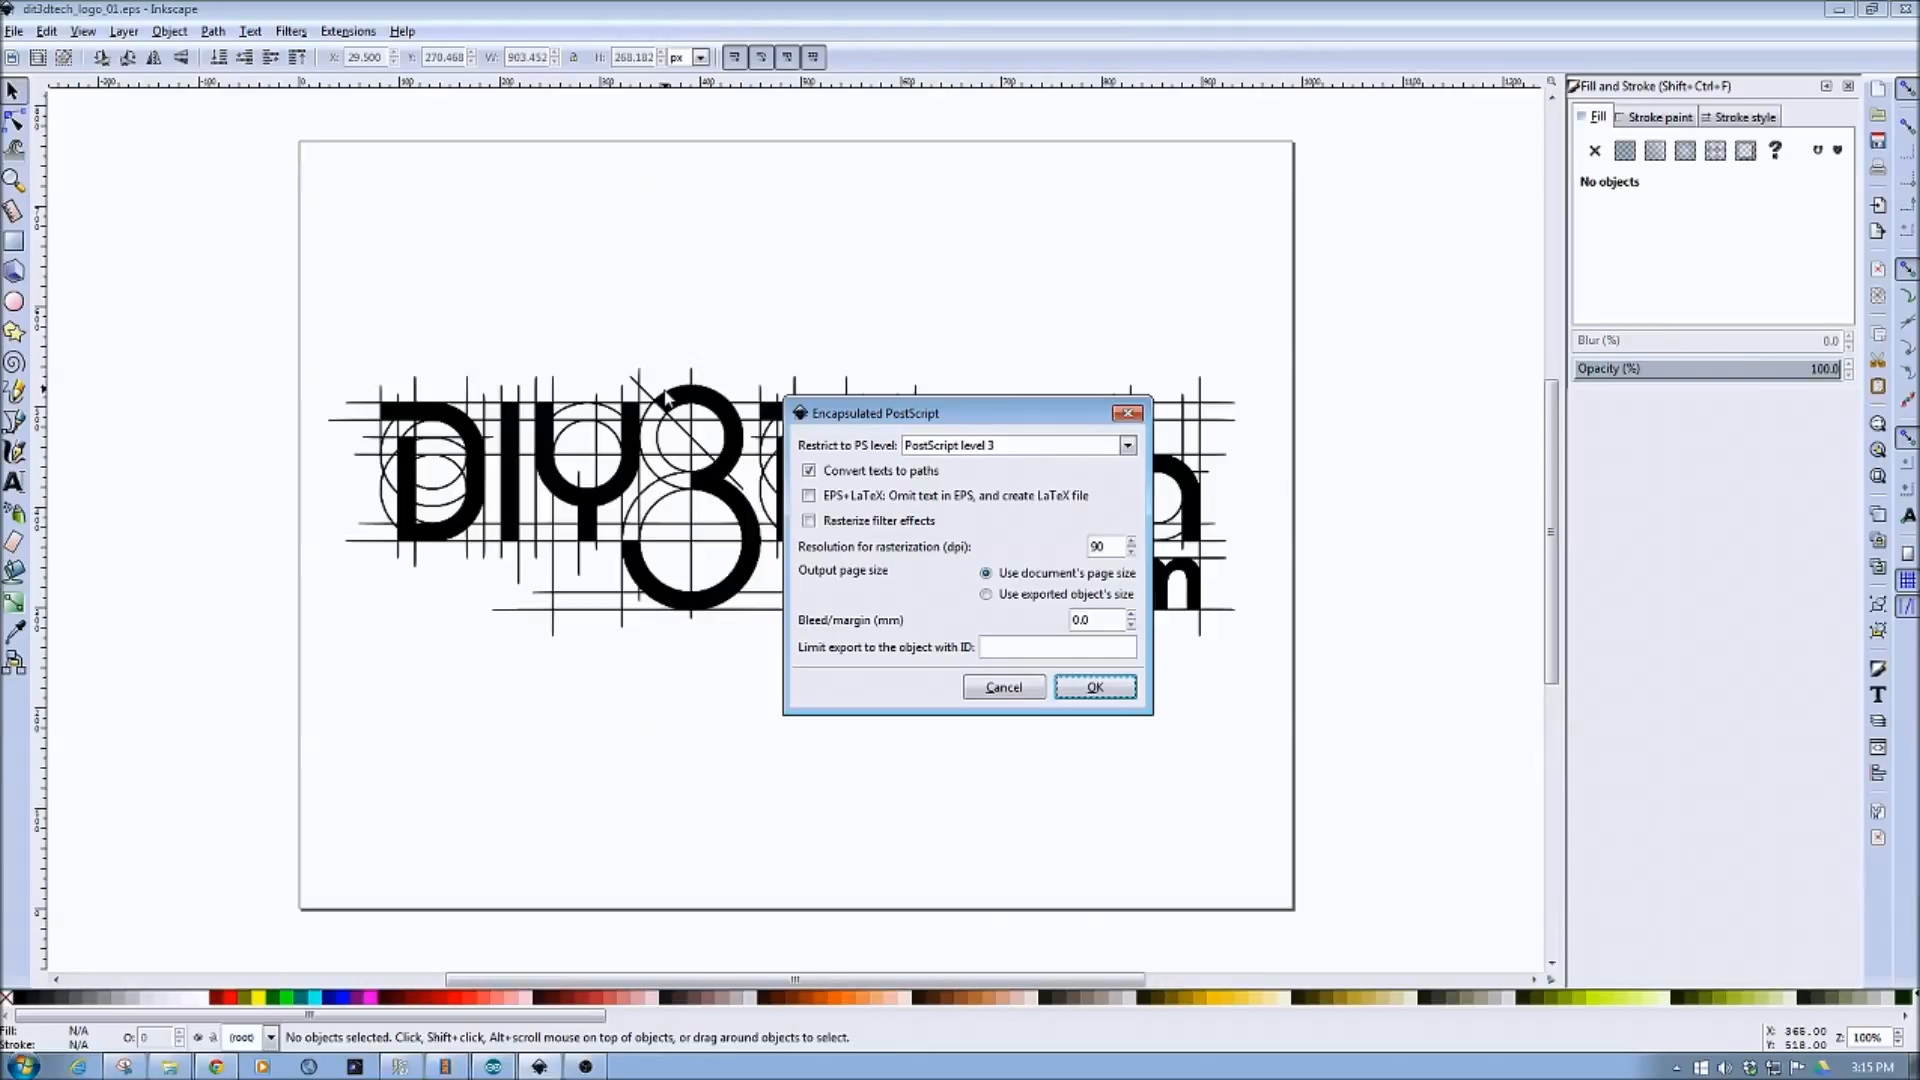 dit3dtech_logo_01.eps - Inkscape
File Edit View Layer Object Path Text Filters Extensions Help
X: 29.500 Y: 270.468 W: 903.452 H: 268.182 px
Fill and Stroke (Shift+Ctrl+F)
Fill Stroke paint Stroke style
?
No objects
Blur (%) 0.0
Opacity (%) 100.0
DIY3
n
Encapsulated PostScript
Restrict to PS level: PostScript level 3
Convert texts to paths
EPS+LaTeX: Omit text in EPS, and create LaTeX file
Rasterize filter effects
Resolution for rasterization (dpi): 90
Output page size Use document's page size
Use exported object's size
Bleed/margin (mm) 0.0
Limit export to the object with ID:
Cancel OK
Fill: N/A
Stroke: N/A
O: 0
(root)
No objects selected. Click, Shift+click, Alt+scroll mouse on top of objects, or drag around objects to select.
X: 366.00
Y: 518.00
Z: 100%
3:15 PM